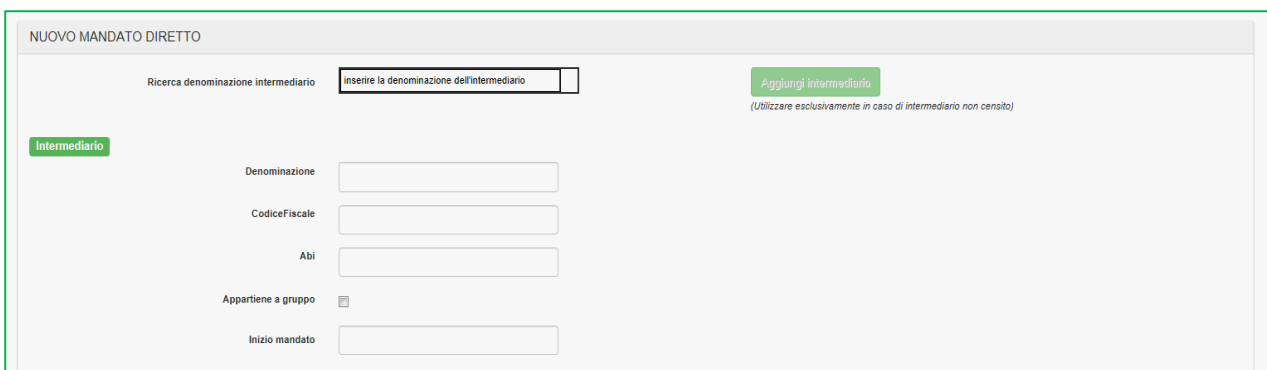 NUOVO MANDATO DIRETTO
Ricerca denominazione intermediario inserire la denominazione dell'intermediario Aggiungi intermediario
(Utilizzare esclusivamente in caso di intermediario non censito)
Intermediario
Denominazione
CodiceFiscale
Abi
Appartiene a gruppo
Inizio mandato